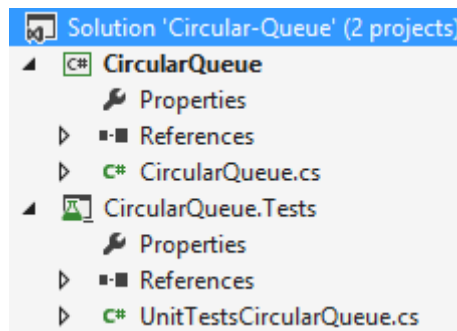 Solution 'Circular-Queue' (2 projects)
C# CircularQueue
Properties
References
C# CircularQueue.cs
CircularQueue.Tests
Properties
References
C# UnitTestsCircularQueue.cs